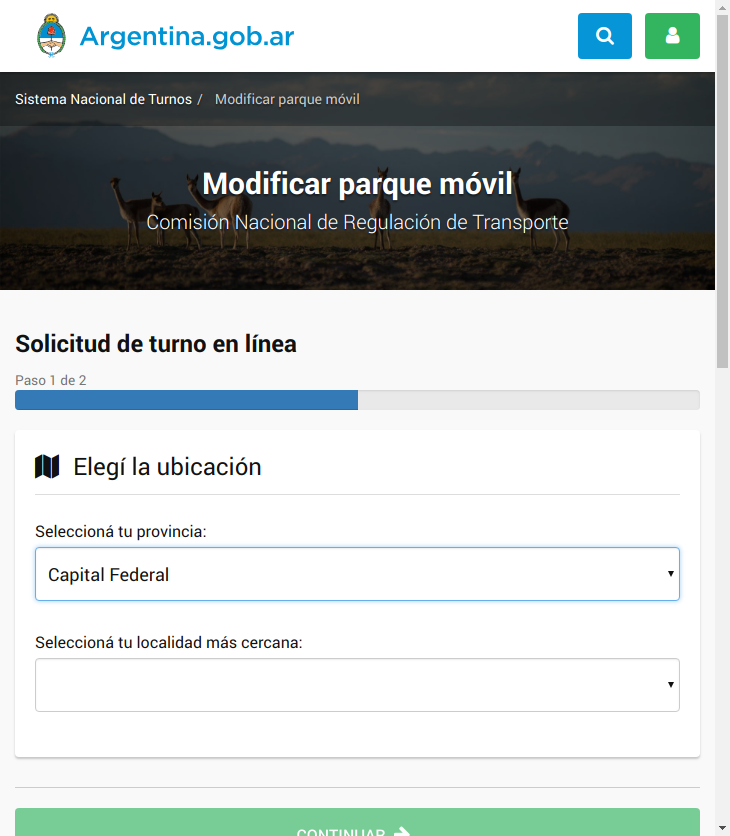 Argentina.gob.ar
Sistema Nacional de Turnos / Modificar parque móvil
Modificar parque móvil
Comisión Nacional de Regulación de Transporte
Solicitud de turno en línea
Paso 1 de 2
Elegí la ubicación
Seleccioná tu provincia:
Capital Federal
Seleccioná tu localidad más cercana:
CONTINUAR